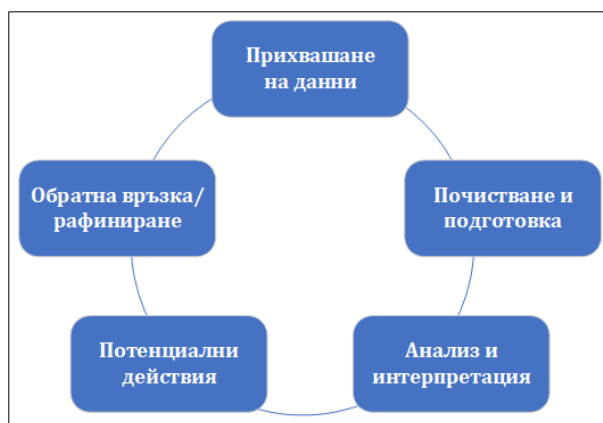 Прихващане
на данни
Почистване и
подготовка
Анализ и
интерпретация
Потенциални
действия
Обратна връзка/
рафиниране